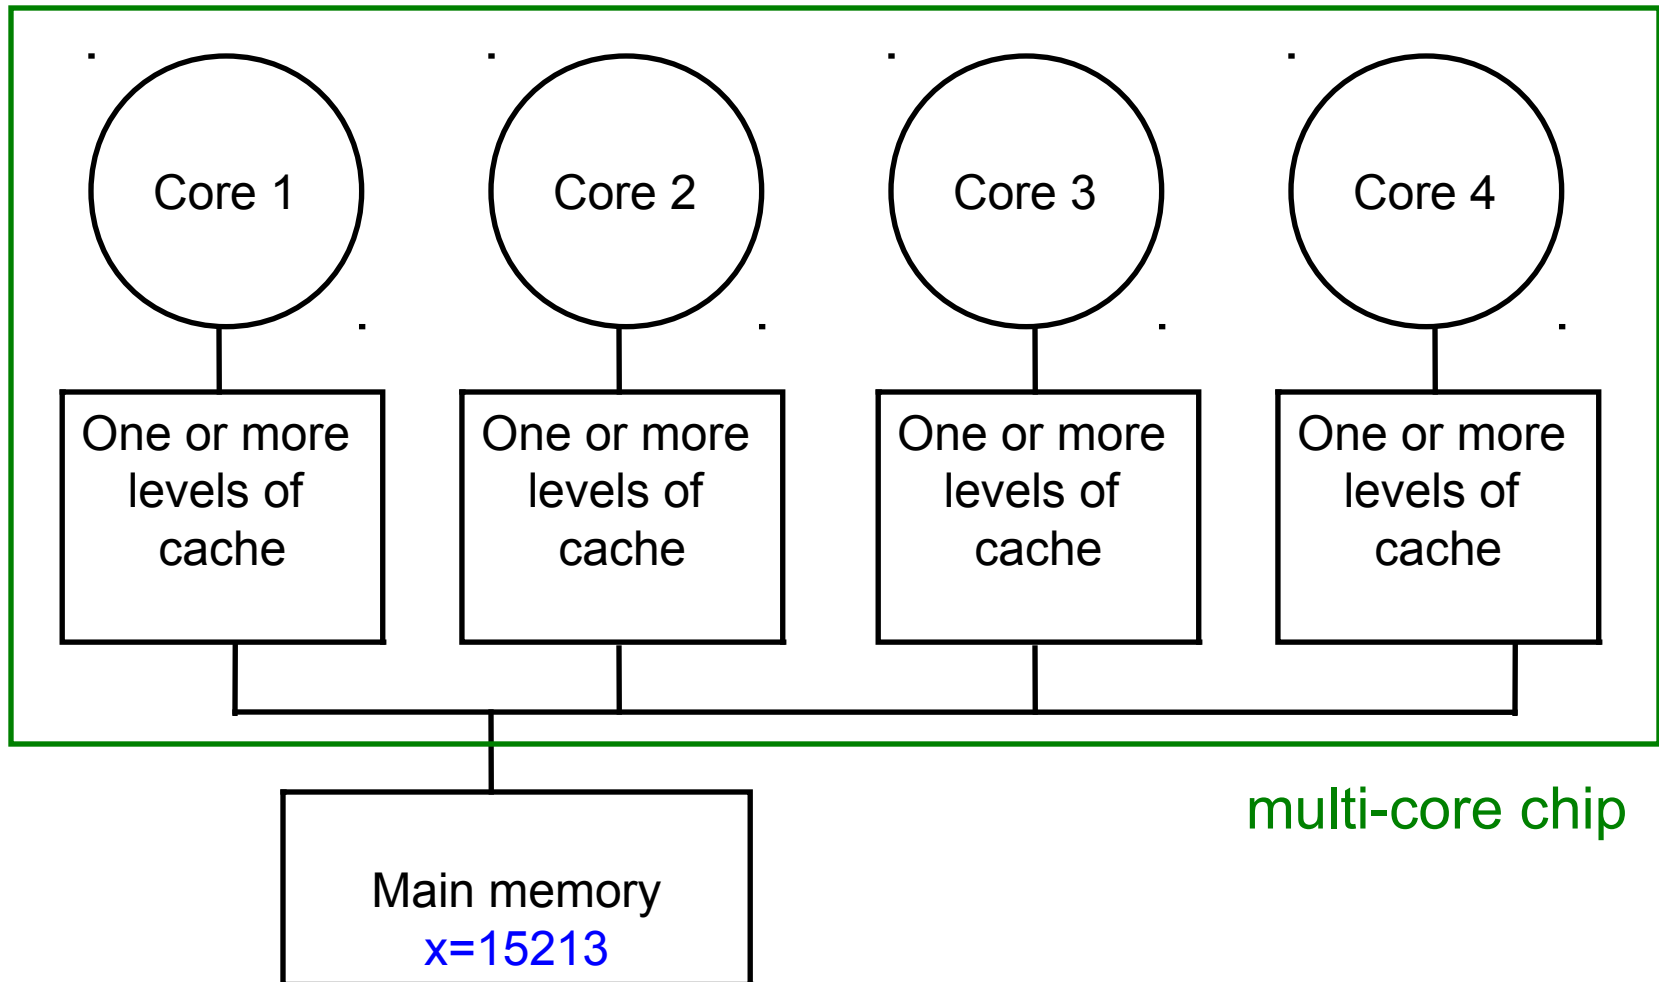 Core 1
Core 2
Core 3
Core 4
One or more
levels of
cache
One or more
levels of
cache
One or more
levels of
cache
One or more
levels of
cache
multi-core chip
Main memory
x=15213